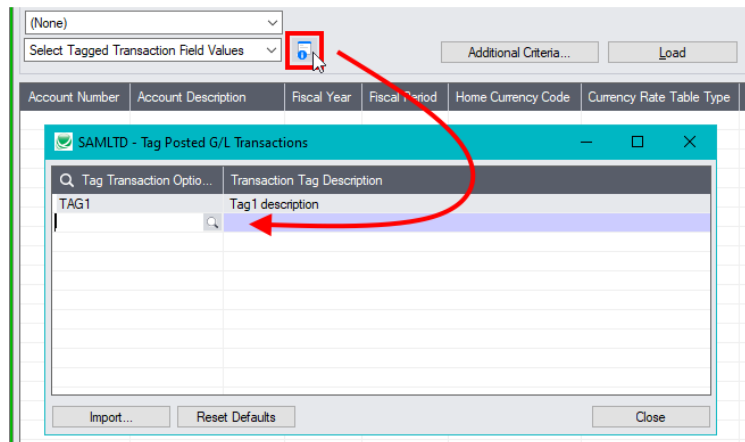 (None)
Select Tagged Transaction Field Values
Additional Criteria...
Load
Account Number Account Description Fiscal Year Fiscal Period Home Currency Code Currency Rate Table Type
SAMLTD - Tag Posted G/L Transactions
Tag Transaction Optio... Transaction Tag Description
TAG1 Tag1 description
Import... Reset Defaults Close